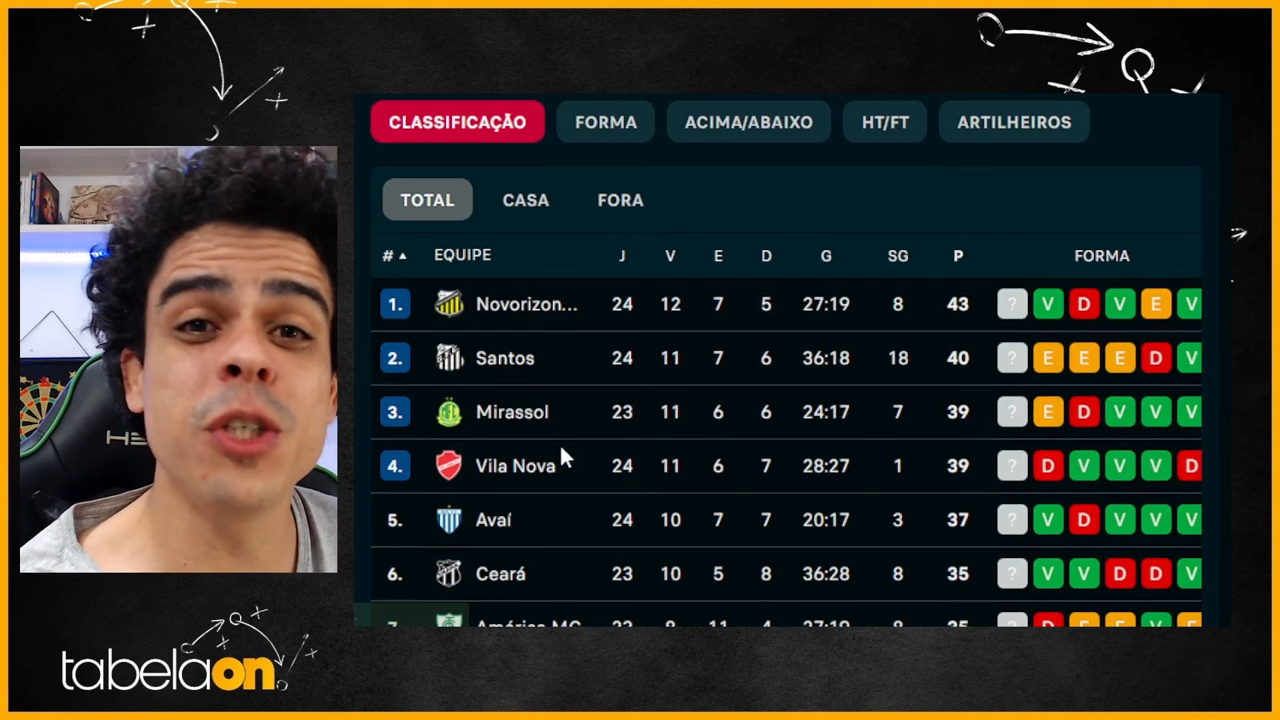 CLASSIFICAÇÃO FORMA ACIMA/ABAIXO HT/FT ARTILHEIROS
TOTAL CASA FORA
# EQUIPE J V E D G SG P FORMA
1. Novorizon... 24 12 7 5 27:19 8 43 ? V D V E V
2. Santos 24 11 7 6 36:18 18 40 ? E E E D V
3. Mirassol 23 11 6 6 24:17 7 39 ? E D V V V
4. Vila Nova 24 11 6 7 28:27 1 39 ? D V V V D
5. Avaí 24 10 7 7 20:17 3 37 ? V D V V V
6. Ceará 23 10 5 8 36:28 8 35 ? V V D D V
tabelaon